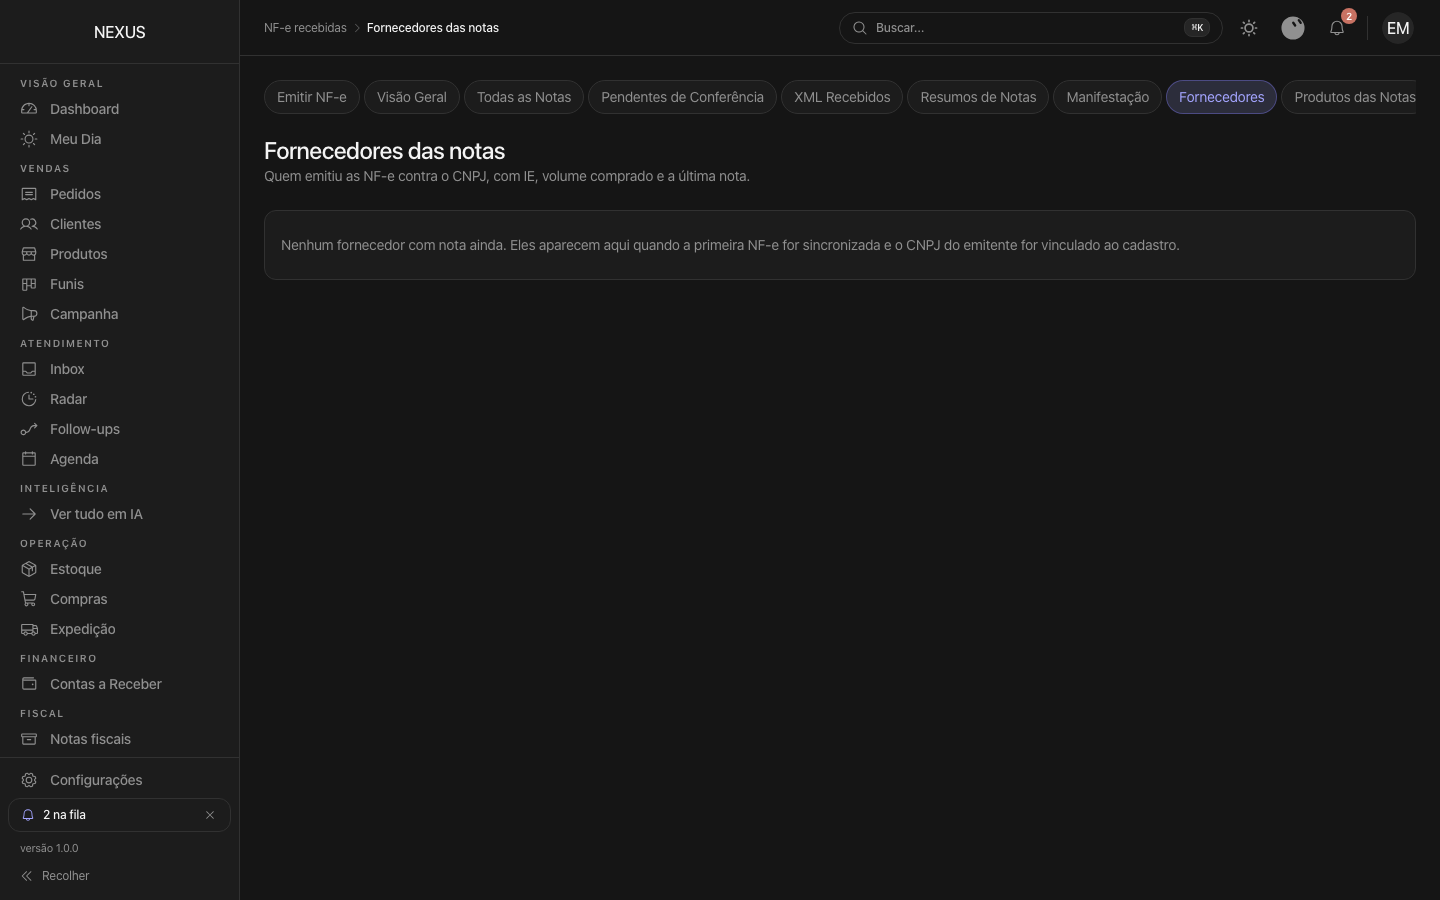 NEXUS
NF-e recebidas
Fornecedores das notas
Buscar...
⌘K
2
EM
VISÃO GERAL
Dashboard
Meu Dia
VENDAS
Pedidos
Clientes
Produtos
Funis
Campanha
ATENDIMENTO
Inbox
Radar
Follow-ups
Agenda
INTELIGÊNCIA
Ver tudo em IA
OPERAÇÃO
Estoque
Compras
Expedição
FINANCEIRO
Contas a Receber
FISCAL
Notas fiscais
Configurações
2 na fila
versão 1.0.0
Recolher
Emitir NF-e
Visão Geral
Todas as Notas
Pendentes de Conferência
XML Recebidos
Resumos de Notas
Manifestação
Fornecedores
Produtos das Notas
Fornecedores das notas
Quem emitiu as NF-e contra o CNPJ, com IE, volume comprado e a última nota.
Nenhum fornecedor com nota ainda. Eles aparecem aqui quando a primeira NF-e for sincronizada e o CNPJ do emitente for vinculado ao cadastro.